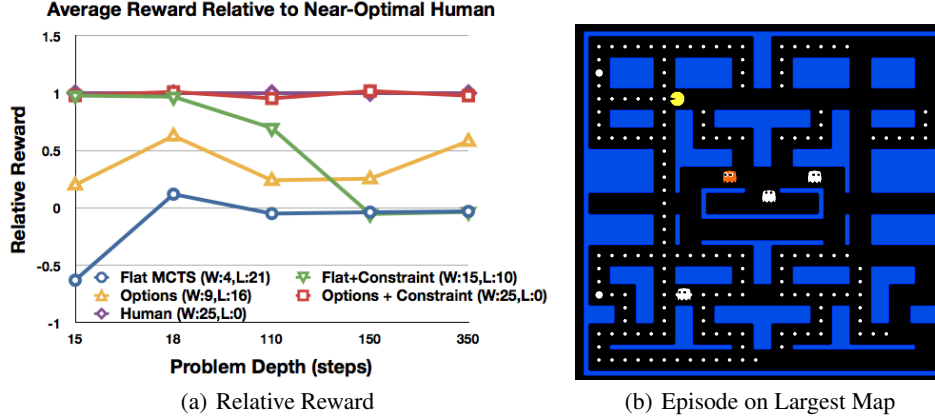 Average Reward Relative to Near-Optimal Human
1.5
1
0.5
0
-0.5
-1
Relative Reward
Flat MCTS (W:4,L:21)
Flat+Constraint (W:15,L:10)
Options (W:9,L:16)
Options + Constraint (W:25,L:0)
Human (W:25,L:0)
15 18 110 150 350
Problem Depth (steps)
(a) Relative Reward
(b) Episode on Largest Map